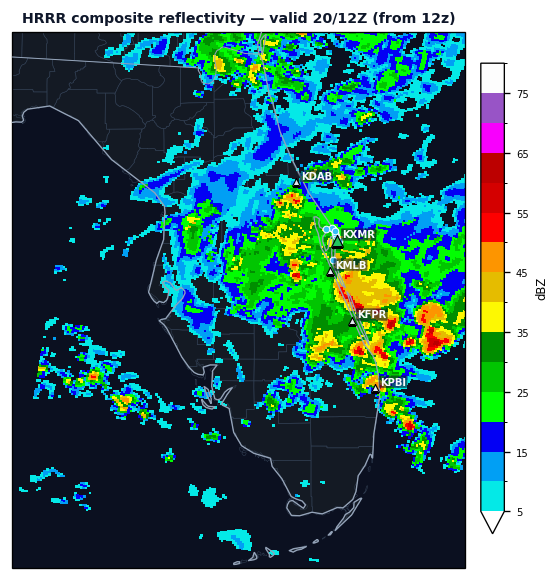 HRRR composite reflectivity — valid 20/12Z (from 12z)
75
65
KDAB
55
KXMR
45
KMLB
dBZ
KFPR
35
KPBI
25
15
5